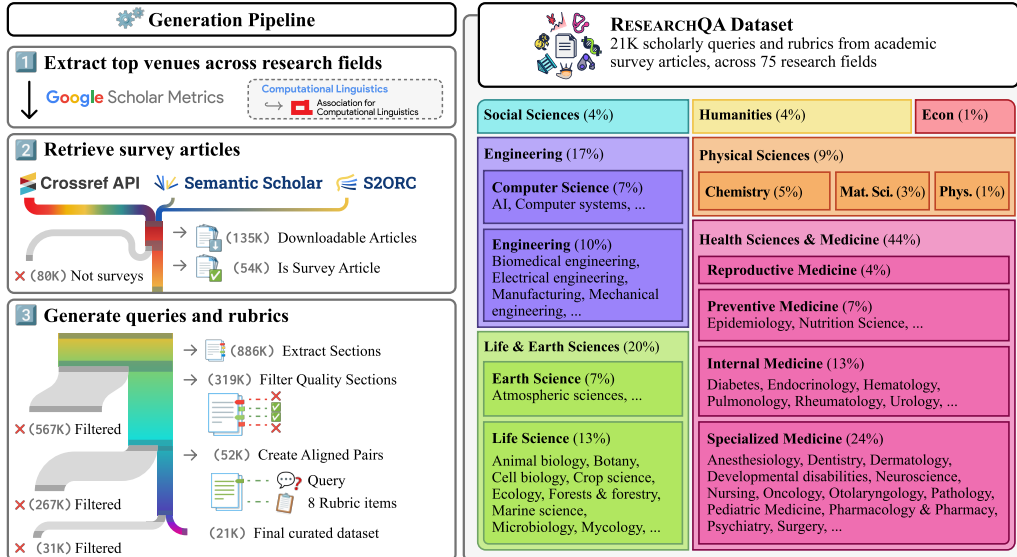 Generation Pipeline
1 Extract top venues across research fields
Google Scholar Metrics
Computational Linguistics
Association for
Computational Linguistics
2 Retrieve survey articles
Crossref API
Semantic Scholar
S2ORC
(135K) Downloadable Articles
(54K) Is Survey Article
(80K) Not surveys
3 Generate queries and rubrics
(886K) Extract Sections
(319K) Filter Quality Sections
(567K) Filtered
(52K) Create Aligned Pairs
Query
8 Rubric items
(267K) Filtered
(21K) Final curated dataset
(31K) Filtered
RESEARCHQA Dataset
21K scholarly queries and rubrics from academic
survey articles, across 75 research fields
Social Sciences (4%)
Humanities (4%)
Econ (1%)
Engineering (17%)
Computer Science (7%)
AI, Computer systems, ...
Engineering (10%)
Biomedical engineering,
Electrical engineering,
Manufacturing, Mechanical
engineering, ...
Life & Earth Sciences (20%)
Earth Science (7%)
Atmospheric sciences, ...
Life Science (13%)
Animal biology, Botany,
Cell biology, Crop science,
Ecology, Forests & forestry,
Marine science,
Microbiology, Mycology, ...
Physical Sciences (9%)
Chemistry (5%)
Mat. Sci. (3%)
Phys. (1%)
Health Sciences & Medicine (44%)
Reproductive Medicine (4%)
Preventive Medicine (7%)
Epidemiology, Nutrition Science, ...
Internal Medicine (13%)
Diabetes, Endocrinology, Hematology,
Pulmonology, Rheumatology, Urology, ...
Specialized Medicine (24%)
Anesthesiology, Dentistry, Dermatology,
Developmental disabilities, Neuroscience,
Nursing, Oncology, Otolaryngology, Pathology,
Pediatric Medicine, Pharmacology & Pharmacy,
Psychiatry, Surgery, ...